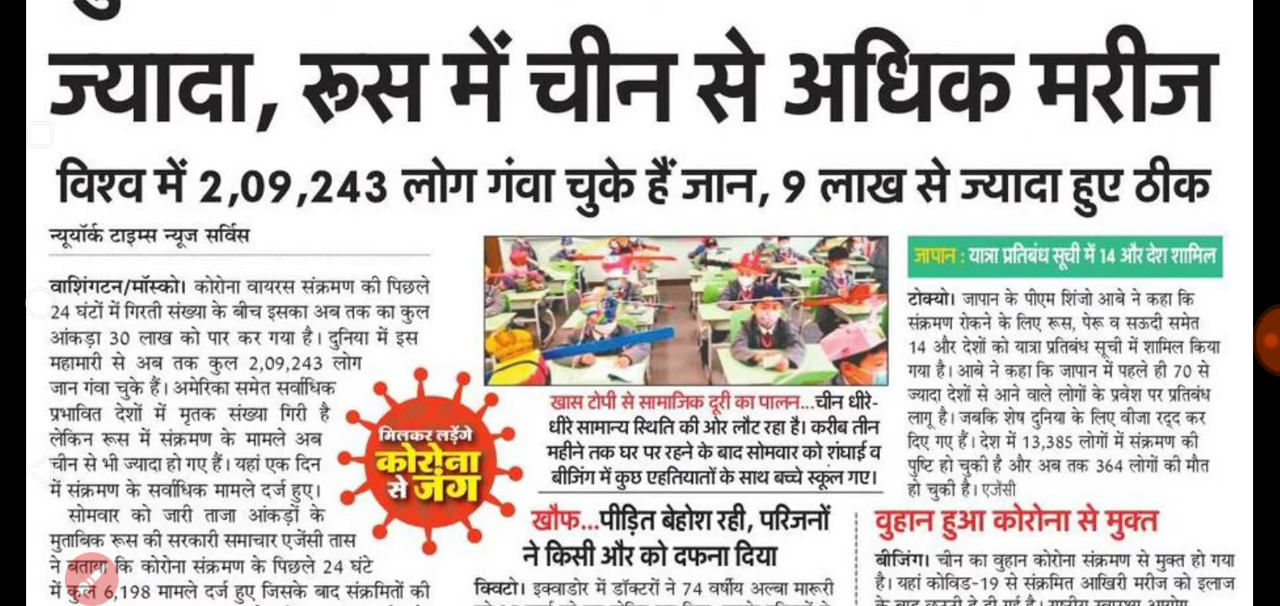 ज्यादा, रूस में चीन से अधिक मरीज
विश्व में 2,09,243 लोग गंवा चुके हैं जान, 9 लाख से ज्यादा हुए ठीक
न्यूयॉर्क टाइम्स न्यूज सर्विस
वाशिंगटन/मॉस्को। कोरोना वायरस संक्रमण की पिछले
24 घंटों में गिरती संख्या के बीच इसका अब तक का कुल
आंकड़ा 30 लाख को पार कर गया है। दुनिया में इस
महामारी से अब तक कुल 2,09,243 लोग
जान गंवा चुके हैं। अमेरिका समेत सर्वाधिक
प्रभावित देशों में मृतक संख्या गिरी है
लेकिन रूस में संक्रमण के मामले अब
चीन से भी ज्यादा हो गए हैं। यहां एक दिन
में संक्रमण के सर्वाधिक मामले दर्ज हुए।
सोमवार को जारी ताजा आंकड़ों के
मुताबिक रूस की सरकारी समाचार एजेंसी तास
ने बताया कि कोरोना संक्रमण के पिछले 24 घंटे
में कुल 6,198 मामले दर्ज हुए जिसके बाद संक्रमितों की
मिलकर लड़ेंगे
कोरोना
से जंग
खास टोपी से सामाजिक दूरी का पालन...चीन धीरे-
धीरे सामान्य स्थिति की ओर लौट रहा है। करीब तीन
महीने तक घर पर रहने के बाद सोमवार को शंघाई व
बीजिंग में कुछ एहतियातों के साथ बच्चे स्कूल गए।
खौफ...पीड़ित बेहोश रही, परिजनों
ने किसी और को दफना दिया
क्विटो। इक्वाडोर में डॉक्टरों ने 74 वर्षीय अल्बा मारूरी
जापान : यात्रा प्रतिबंध सूची में 14 और देश शामिल
टोक्यो। जापान के पीएम शिंजो आबे ने कहा कि
संक्रमण रोकने के लिए रूस, पेरू व सऊदी समेत
14 और देशों को यात्रा प्रतिबंध सूची में शामिल किया
गया है। आबे ने कहा कि जापान में पहले ही 70 से
ज्यादा देशों से आने वाले लोगों के प्रवेश पर प्रतिबंध
लागू है। जबकि शेष दुनिया के लिए वीजा रद्द कर
दिए गए हैं। देश में 13,385 लोगों में संक्रमण की
पुष्टि हो चुकी है और अब तक 364 लोगों की मौत
हो चुकी है। एजेंसी
वुहान हुआ कोरोना से मुक्त
बीजिंग। चीन का वुहान कोरोना संक्रमण से मुक्त हो गया
है। यहां कोविड-19 से संक्रमित आखिरी मरीज को इलाज